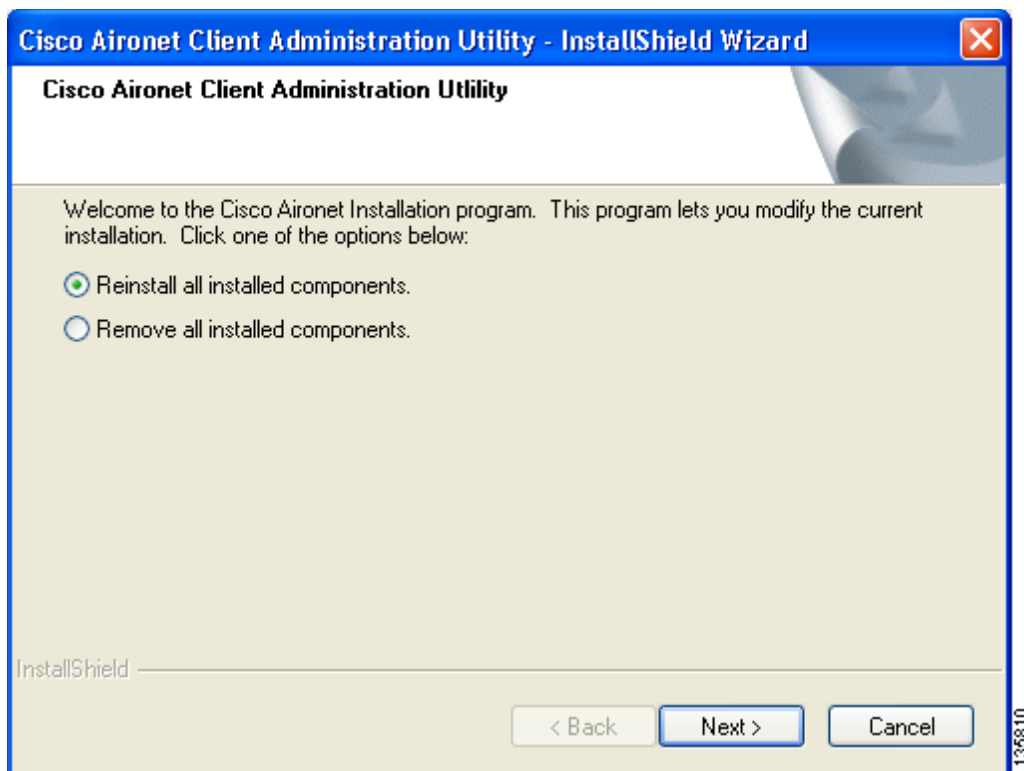 Cisco Aironet Client Administration Utility - InstallShield Wizard
Cisco Aironet Client Administration Utlility
Welcome to the Cisco Aironet Installation program. This program lets you modify the current
installation. Click one of the options below:
Reinstall all installed components.
Remove all installed components.
InstallShield
< Back
Next >
Cancel
135810